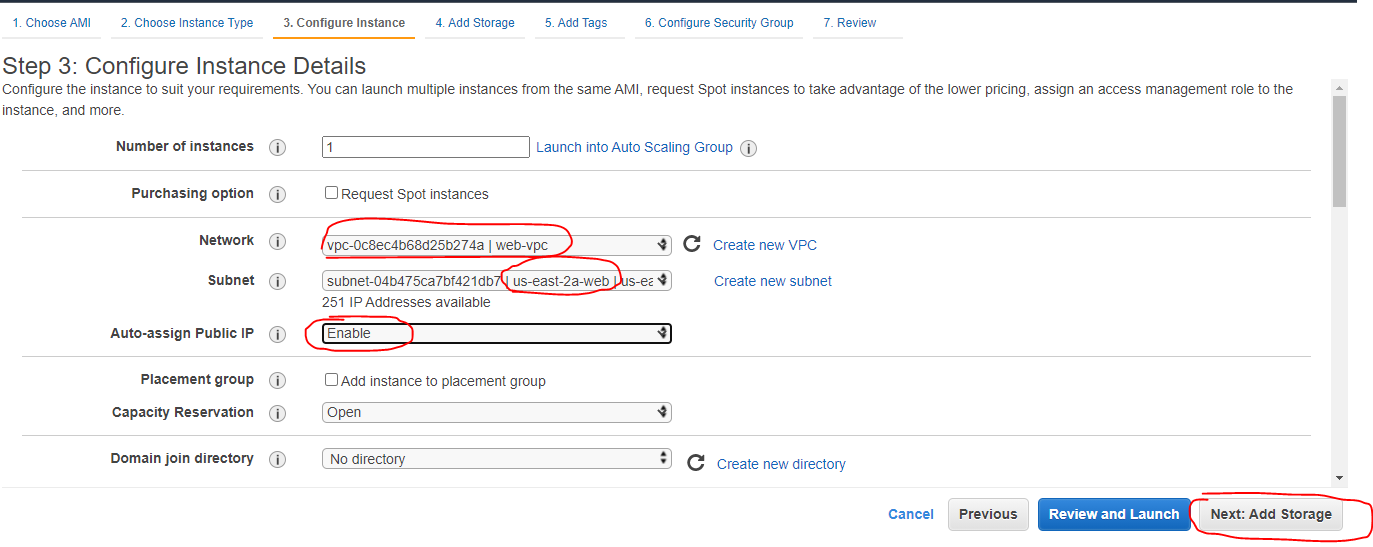 1. Choose AMI 2. Choose Instance Type 3. Configure Instance 4. Add Storage 5. Add Tags 6. Configure Security Group 7. Review
Step 3: Configure Instance Details
Configure the instance to suit your requirements. You can launch multiple instances from the same AMI, request Spot instances to take advantage of the lower pricing, assign an access management role to the
instance, and more.
Number of instances i 1 Launch into Auto Scaling Group i
Purchasing option i Request Spot instances
Network i vpc-0c8ec4b68d25b274a | web-vpc Create new VPC
Subnet i subnet-04b475ca7bf421db7 | us-east-2a-web | us-ea Create new subnet
251 IP Addresses available
Auto-assign Public IP i Enable
Placement group i Add instance to placement group
Capacity Reservation i Open
Domain join directory i No directory Create new directory
Cancel Previous Review and Launch Next: Add Storage